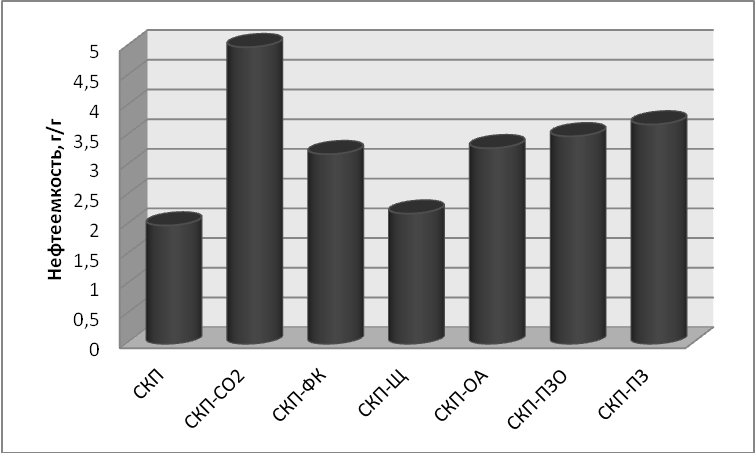 Нефтеемкость, г/г
5
4,5
4
3,5
3
2,5
2
1,5
1
0,5
0
СКП
СКП-СО2
СКП-ФК
СКП-Щ
СКП-ОА
СКП-ПЗО
СКП-ПЗ